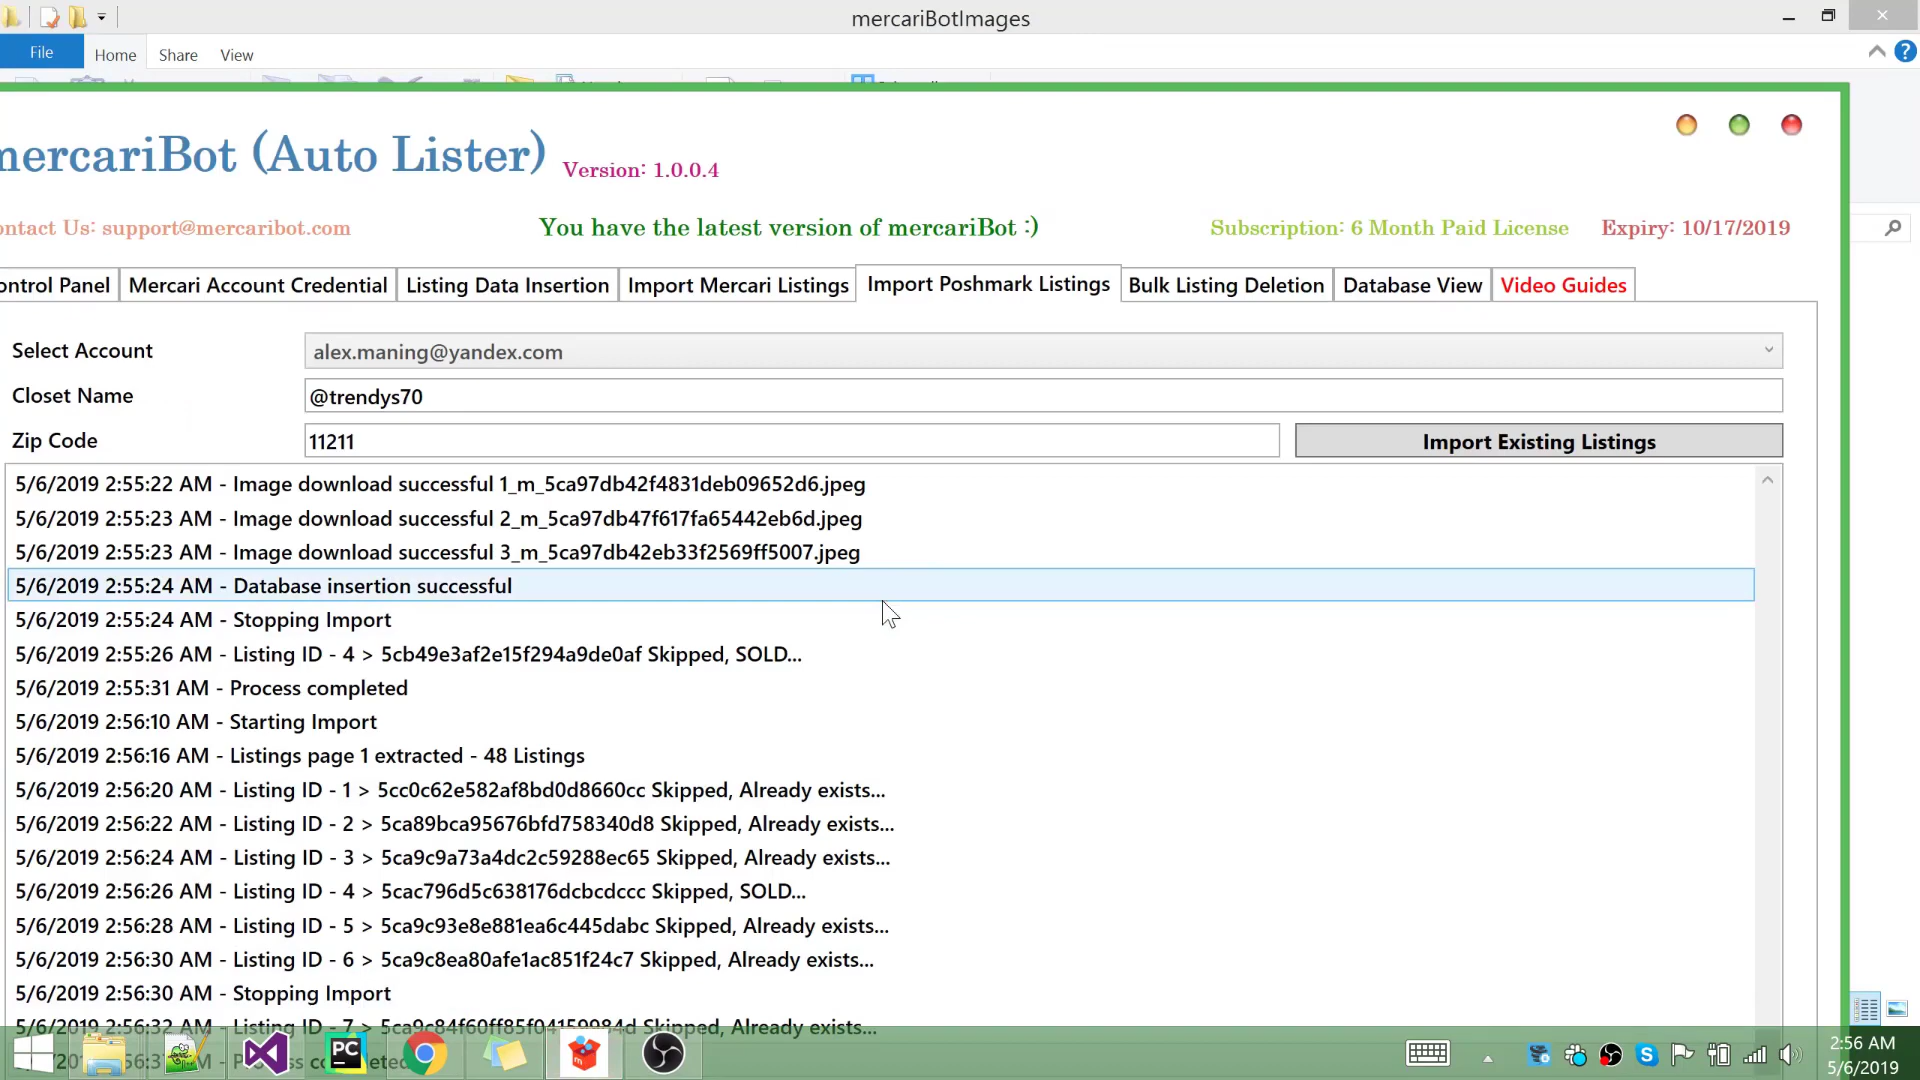 mercariBotImages
File Home Share View
mercariBot (Auto Lister) Version: 1.0.0.4
ontact Us: support@mercaribot.com You have the latest version of mercariBot :) Subscription: 6 Month Paid License Expiry: 10/17/2019
ontrol Panel Mercari Account Credential Listing Data Insertion Import Mercari Listings Import Poshmark Listings Bulk Listing Deletion Database View Video Guides
Select Account alex.maning@yandex.com
Closet Name @trendys70
Zip Code 11211 Import Existing Listings
5/6/2019 2:55:22 AM - Image download successful 1_m_5ca97db42f4831deb09652d6.jpeg
5/6/2019 2:55:23 AM - Image download successful 2_m_5ca97db47f617fa65442eb6d.jpeg
5/6/2019 2:55:23 AM - Image download successful 3_m_5ca97db42eb33f2569ff5007.jpeg
5/6/2019 2:55:24 AM - Database insertion successful
5/6/2019 2:55:24 AM - Stopping Import
5/6/2019 2:55:26 AM - Listing ID - 4 > 5cb49e3af2e15f294a9de0af Skipped, SOLD...
5/6/2019 2:55:31 AM - Process completed
5/6/2019 2:56:10 AM - Starting Import
5/6/2019 2:56:16 AM - Listings page 1 extracted - 48 Listings
5/6/2019 2:56:20 AM - Listing ID - 1 > 5cc0c62e582af8bd0d8660cc Skipped, Already exists...
5/6/2019 2:56:22 AM - Listing ID - 2 > 5ca89bca95676bfd758340d8 Skipped, Already exists...
5/6/2019 2:56:24 AM - Listing ID - 3 > 5ca9c9a73a4dc2c59288ec65 Skipped, Already exists...
5/6/2019 2:56:26 AM - Listing ID - 4 > 5cac796d5c638176dcbcdccc Skipped, SOLD...
5/6/2019 2:56:28 AM - Listing ID - 5 > 5ca9c93e8e881ea6c445dabc Skipped, Already exists...
5/6/2019 2:56:30 AM - Listing ID - 6 > 5ca9c8ea80afe1ac851f24c7 Skipped, Already exists...
5/6/2019 2:56:30 AM - Stopping Import
5/6/2019 2:56:32 AM - Listing ID - 7 > 5ca9c84f60ff85f04159984d Skipped, Already exists...
2:56 AM
5/6/2019